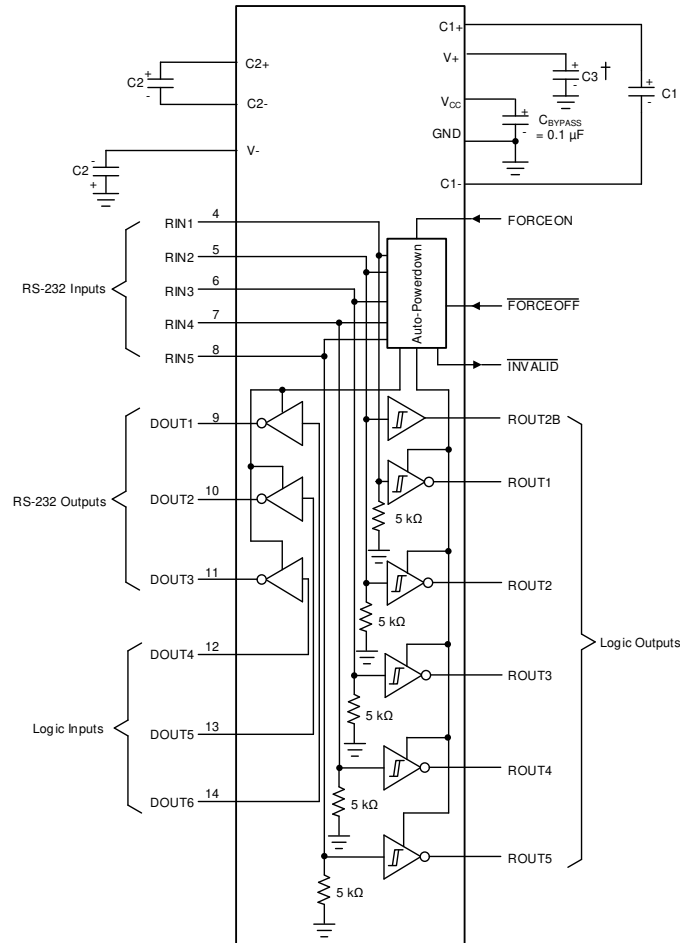 C1+
V+
C2+
C2
+
-
C2-
+
-
C3 †
+
-
C1
VCC
+
-
CBYPASS
= 0.1 µF
GND
V-
C2
-
+
C1-
RS-232 Inputs
RIN1 4
RIN2 5
RIN3 6
RIN4 7
RIN5 8
Auto-Powerdown
FORCEON
FORCEOFF
INVALID
RS-232 Outputs
DOUT1 9
DOUT2 10
DOUT3 11
Logic Inputs
DOUT4 12
DOUT5 13
DOUT6 14
ROUT2B
ROUT1
5 kΩ
ROUT2
5 kΩ
ROUT3
5 kΩ
ROUT4
5 kΩ
ROUT5
5 kΩ
Logic Outputs